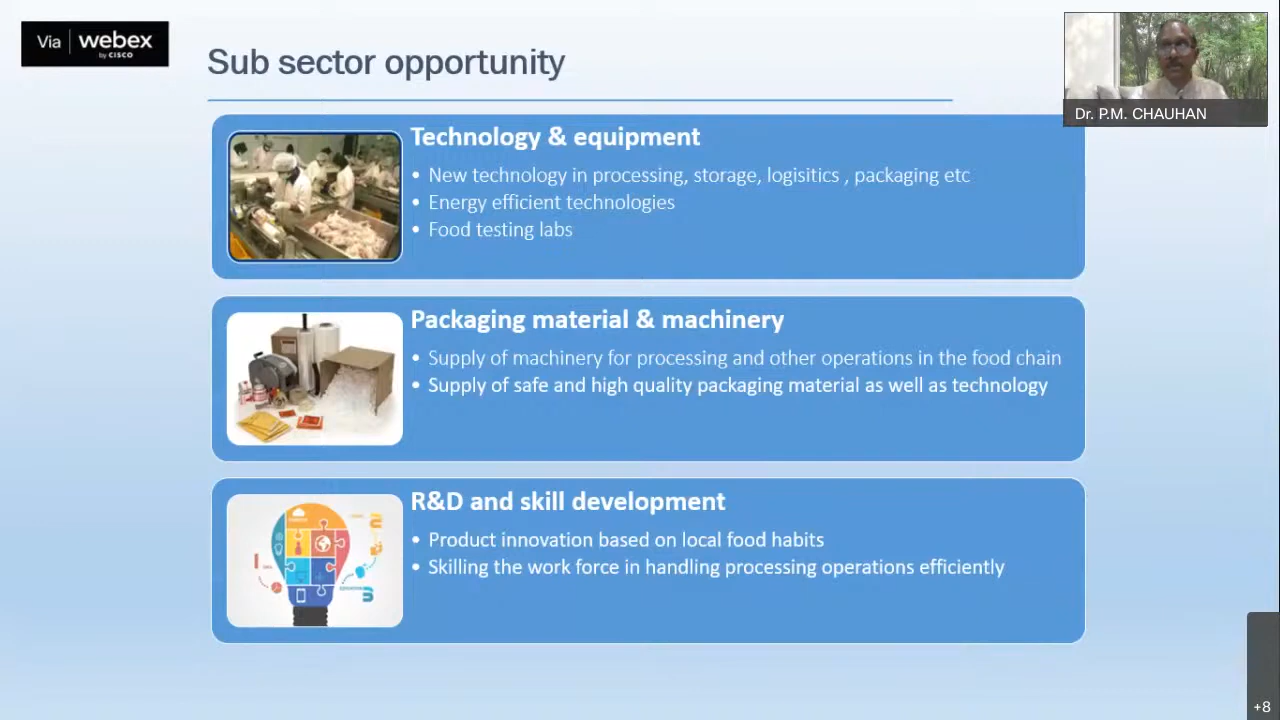 Via webex
by CISCO
Sub sector opportunity
Dr. P.M. CHAUHAN
Technology & equipment
• New technology in processing, storage, logisitics , packaging etc
• Energy efficient technologies
• Food testing labs
Packaging material & machinery
• Supply of machinery for processing and other operations in the food chain
• Supply of safe and high quality packaging material as well as technology
R&D and skill development
• Product innovation based on local food habits
• Skilling the work force in handling processing operations efficiently
+8